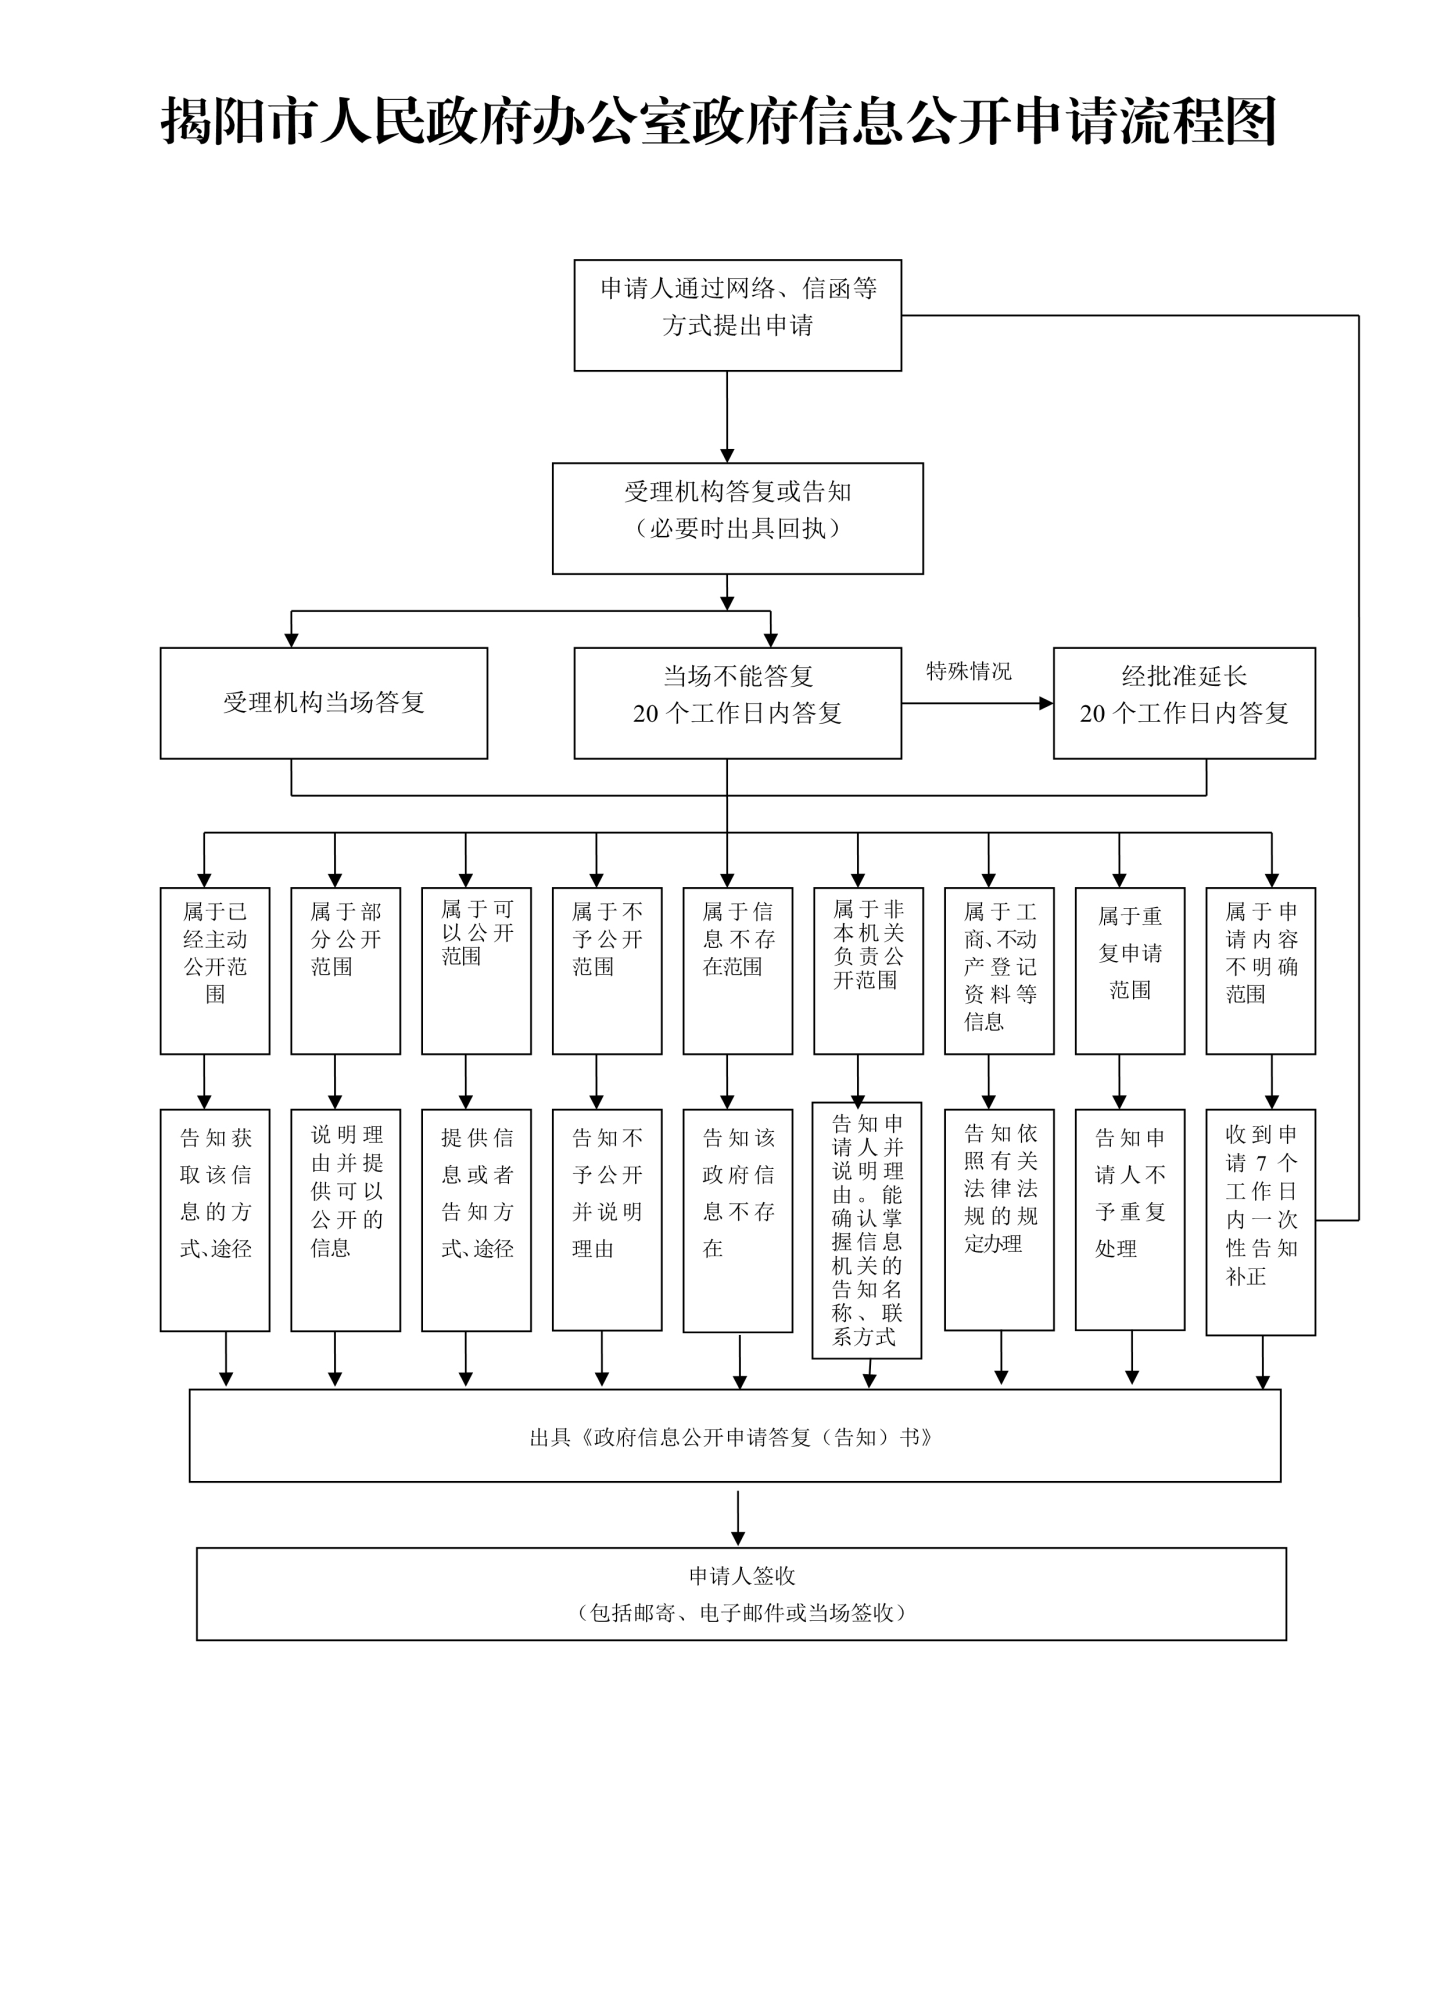 揭阳市人民政府办公室政府信息公开申请流程图
申请人通过网络、信函等
方式提出申请
受理机构答复或告知
（必要时出具回执）
受理机构当场答复
当场不能答复
20 个工作日内答复
特殊情况
经批准延长
20 个工作日内答复
属于已
经主动
公开范
围
属于部
分公开
范围
属于可
以公开
范围
属于不
予公开
范围
属于信
息不存
在范围
属于非
本机关
负责公
开范围
属于工
商、不动
产登记
资料等
信息
属于重
复申请
范围
属于申
请内容
不明确
范围
告知获
取该信
息的方
式、途径
说明理
由并提
供可以
公开的
信息
提供信
息或者
告知方
式、途径
告知不
予公开
并说明
理由
告知该
政府信
息不存
在
告知申
请人并
说明理
由。能
确认掌
握信息
机关的
告知名
称、联
系方式
告知依
照有关
法律法
规的规
定办理
告知申
请人不
予重复
处理
收到申
请 7 个
工作日
内一次
性告知
补正
出具《政府信息公开申请答复（告知）书》
申请人签收
（包括邮寄、电子邮件或当场签收）